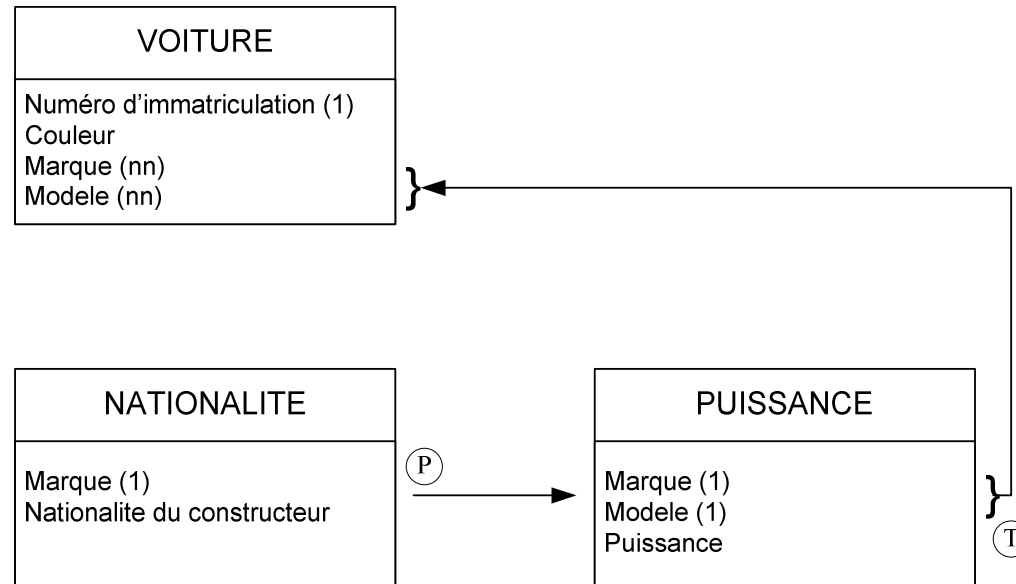 VOITURE
Numéro d'immatriculation (1)
Couleur
Marque (nn)
Modele (nn)
NATIONALITE
Marque (1)
Nationalite du constructeur
P
PUISSANCE
Marque (1)
Modele (1)
Puissance
T